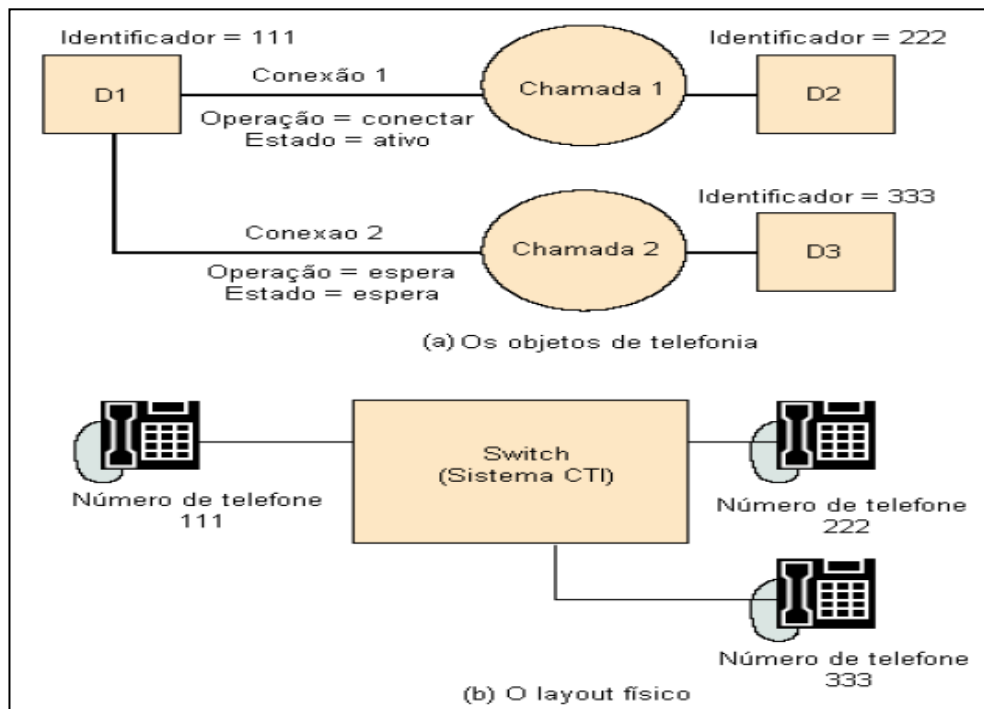 Identificador = 111
Identificador = 222
D1
Conexão 1
Chamada 1
D2
Operação = conectar
Estado = ativo
Identificador = 333
Conexao 2
Chamada 2
D3
Operação = espera
Estado = espera
(a) Os objetos de telefonia
Switch
(Sistema CTI)
Número de telefone
111
Número de telefone
222
Número de telefone
333
(b) O layout físico